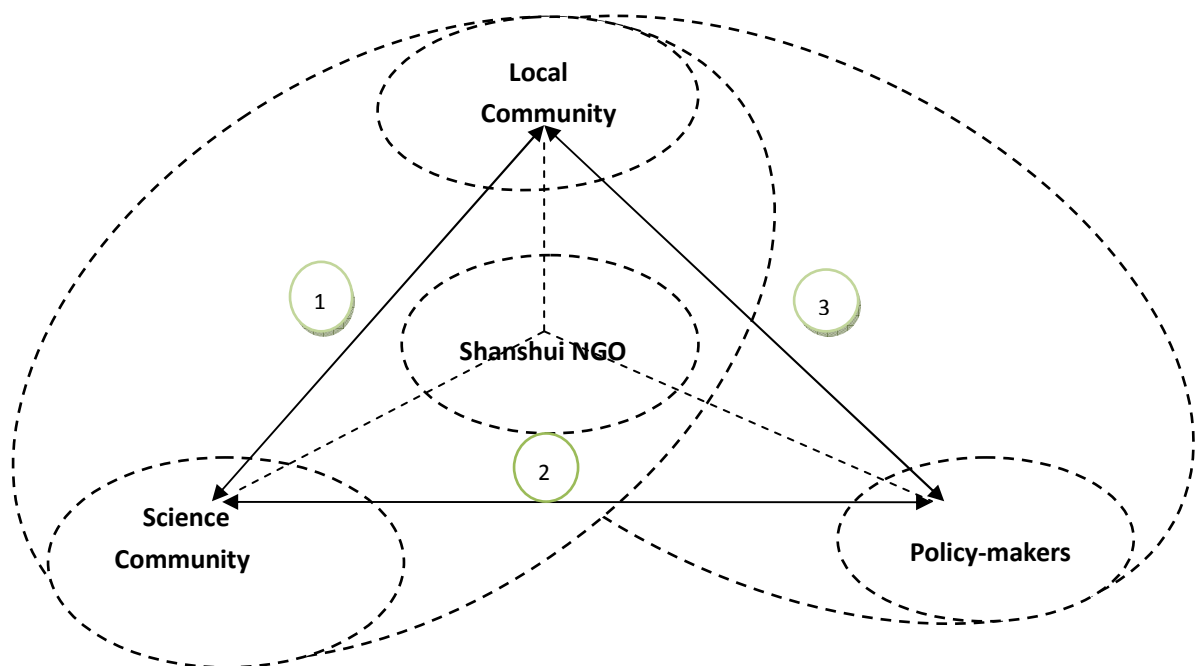 Local
Community
1
3
Shanshui NGO
2
Science
Community
Policy-makers